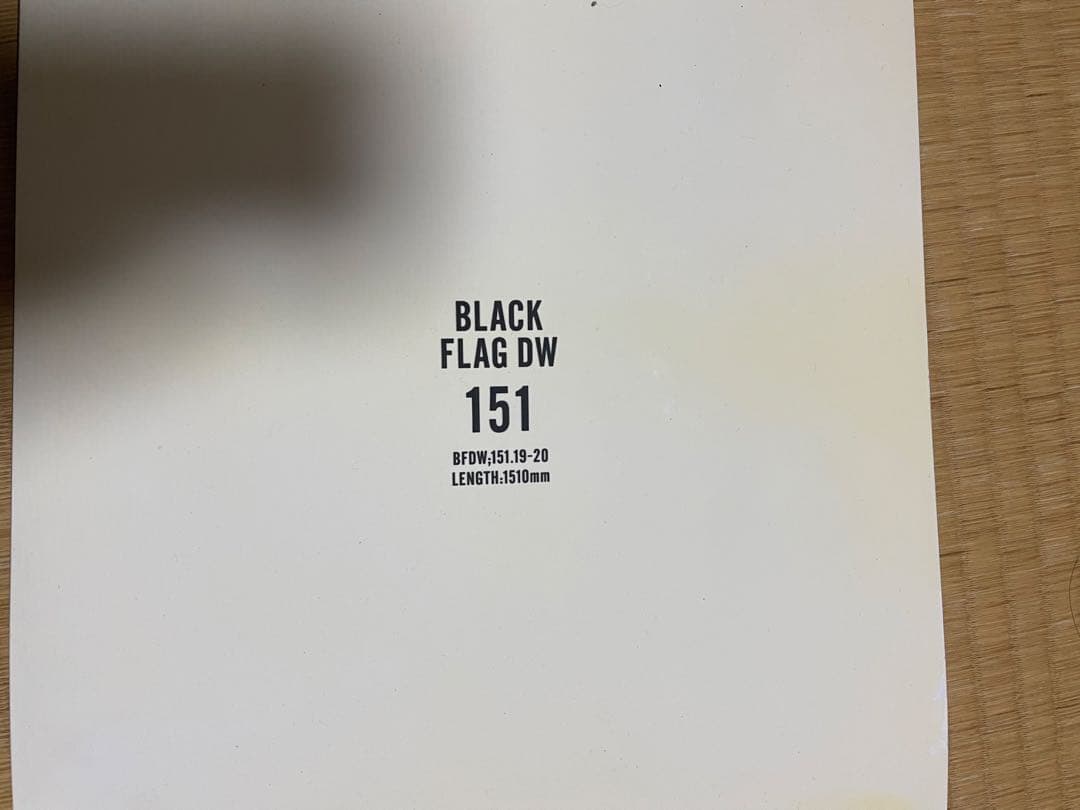 BLACK
FLAG DW
151
BFDW;151.19-20
LENGTH:1510mm